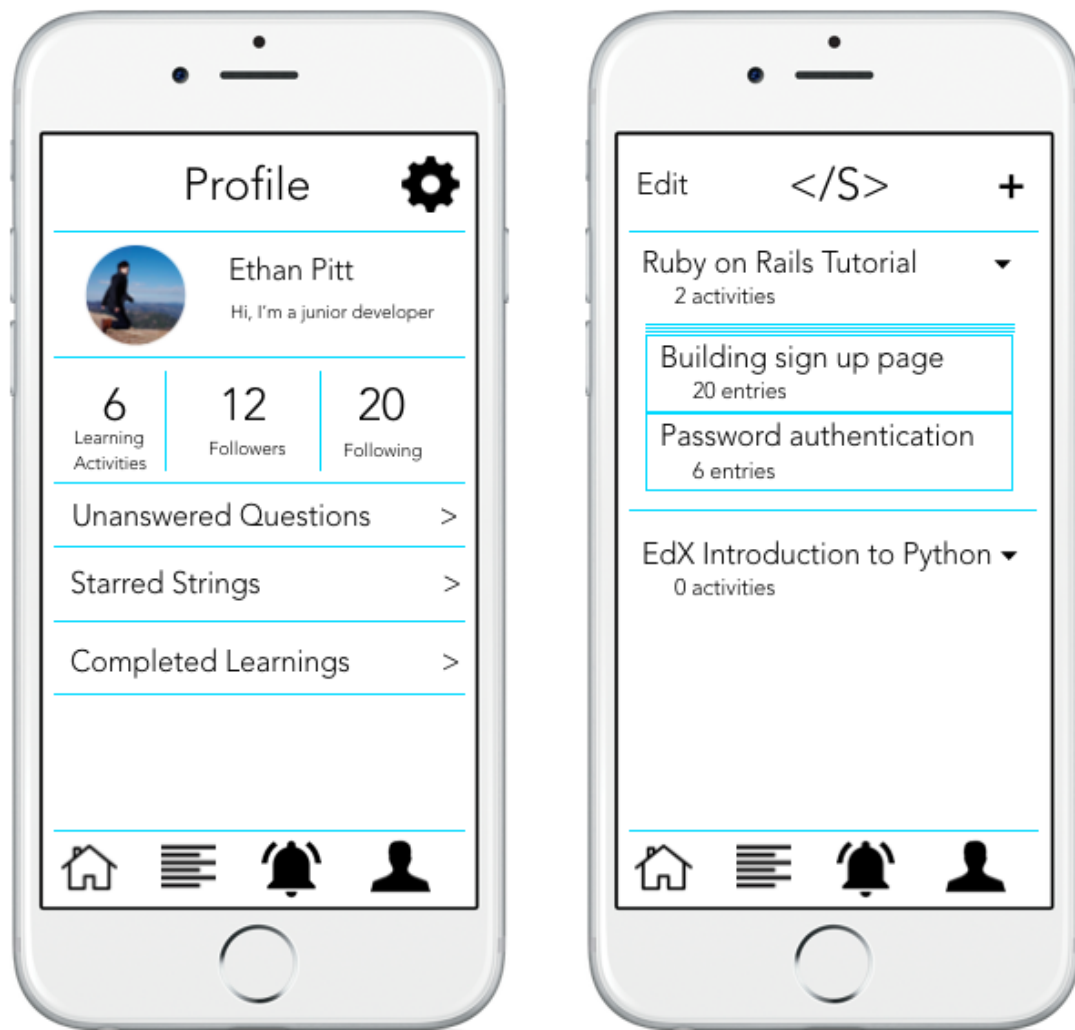 Profile
Ethan Pitt
Hi, I'm a junior developer
6
Learning
Activities
12
Followers
20
Following
Unanswered Questions >
Starred Strings >
Completed Learnings >
Edit </S> +
Ruby on Rails Tutorial
2 activities
Building sign up page
20 entries
Password authentication
6 entries
EdX Introduction to Python
0 activities